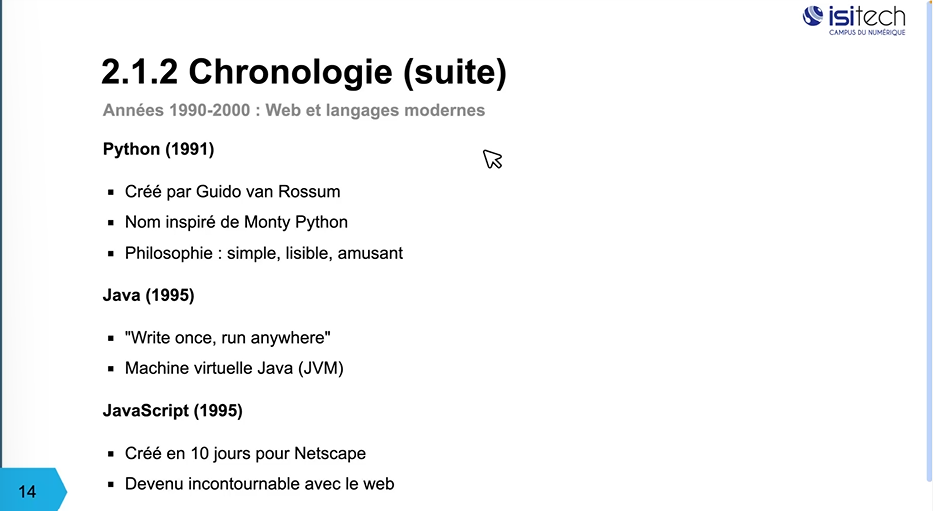 isitech
CAMPUS DU NUMÉRIQUE
2.1.2 Chronologie (suite)
Années 1990-2000 : Web et langages modernes
Python (1991)
Créé par Guido van Rossum
Nom inspiré de Monty Python
Philosophie : simple, lisible, amusant
Java (1995)
"Write once, run anywhere"
Machine virtuelle Java (JVM)
JavaScript (1995)
Créé en 10 jours pour Netscape
Devenu incontournable avec le web
14